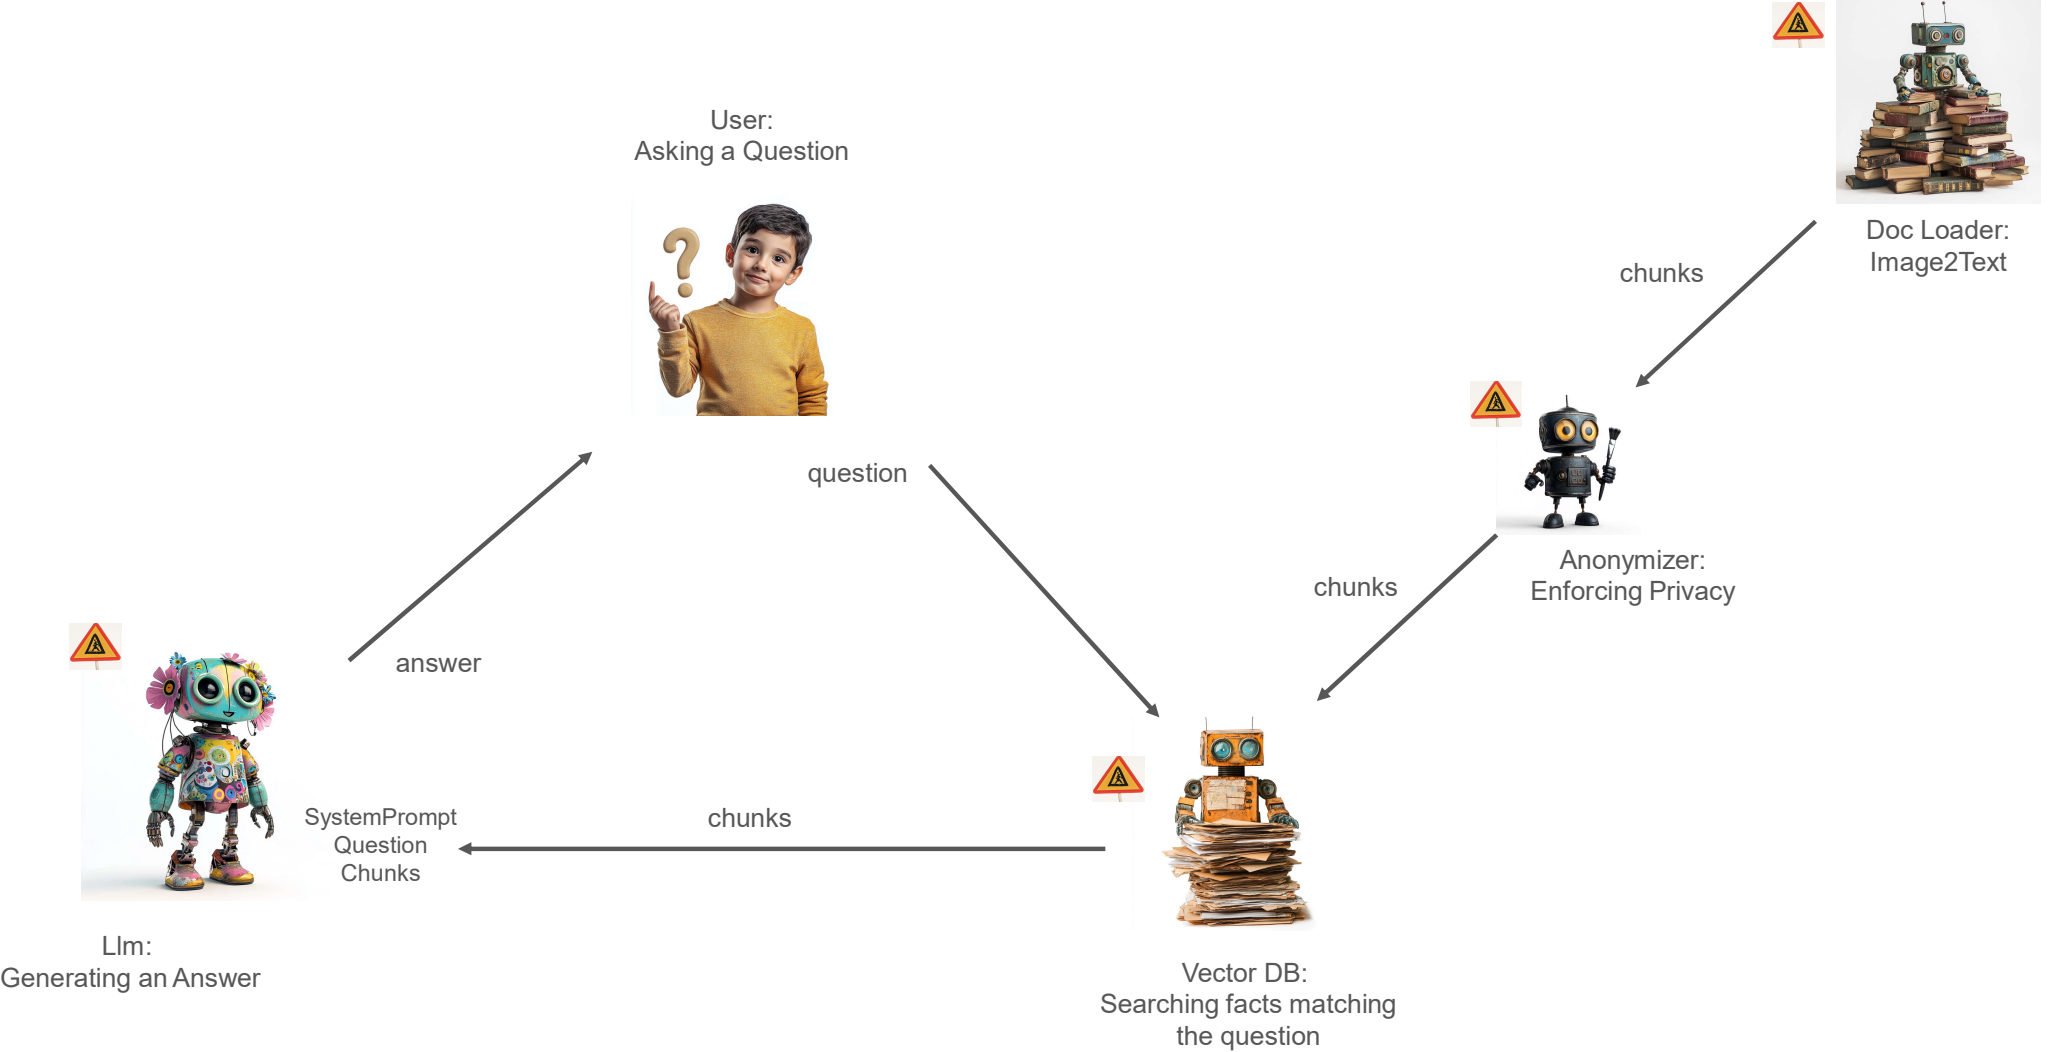 User:
Asking a Question
Doc Loader:
Image2Text
chunks
question
Anonymizer:
Enforcing Privacy
chunks
answer
SystemPrompt
Question
Chunks
chunks
Llm:
Generating an Answer
Vector DB:
Searching facts matching
the question